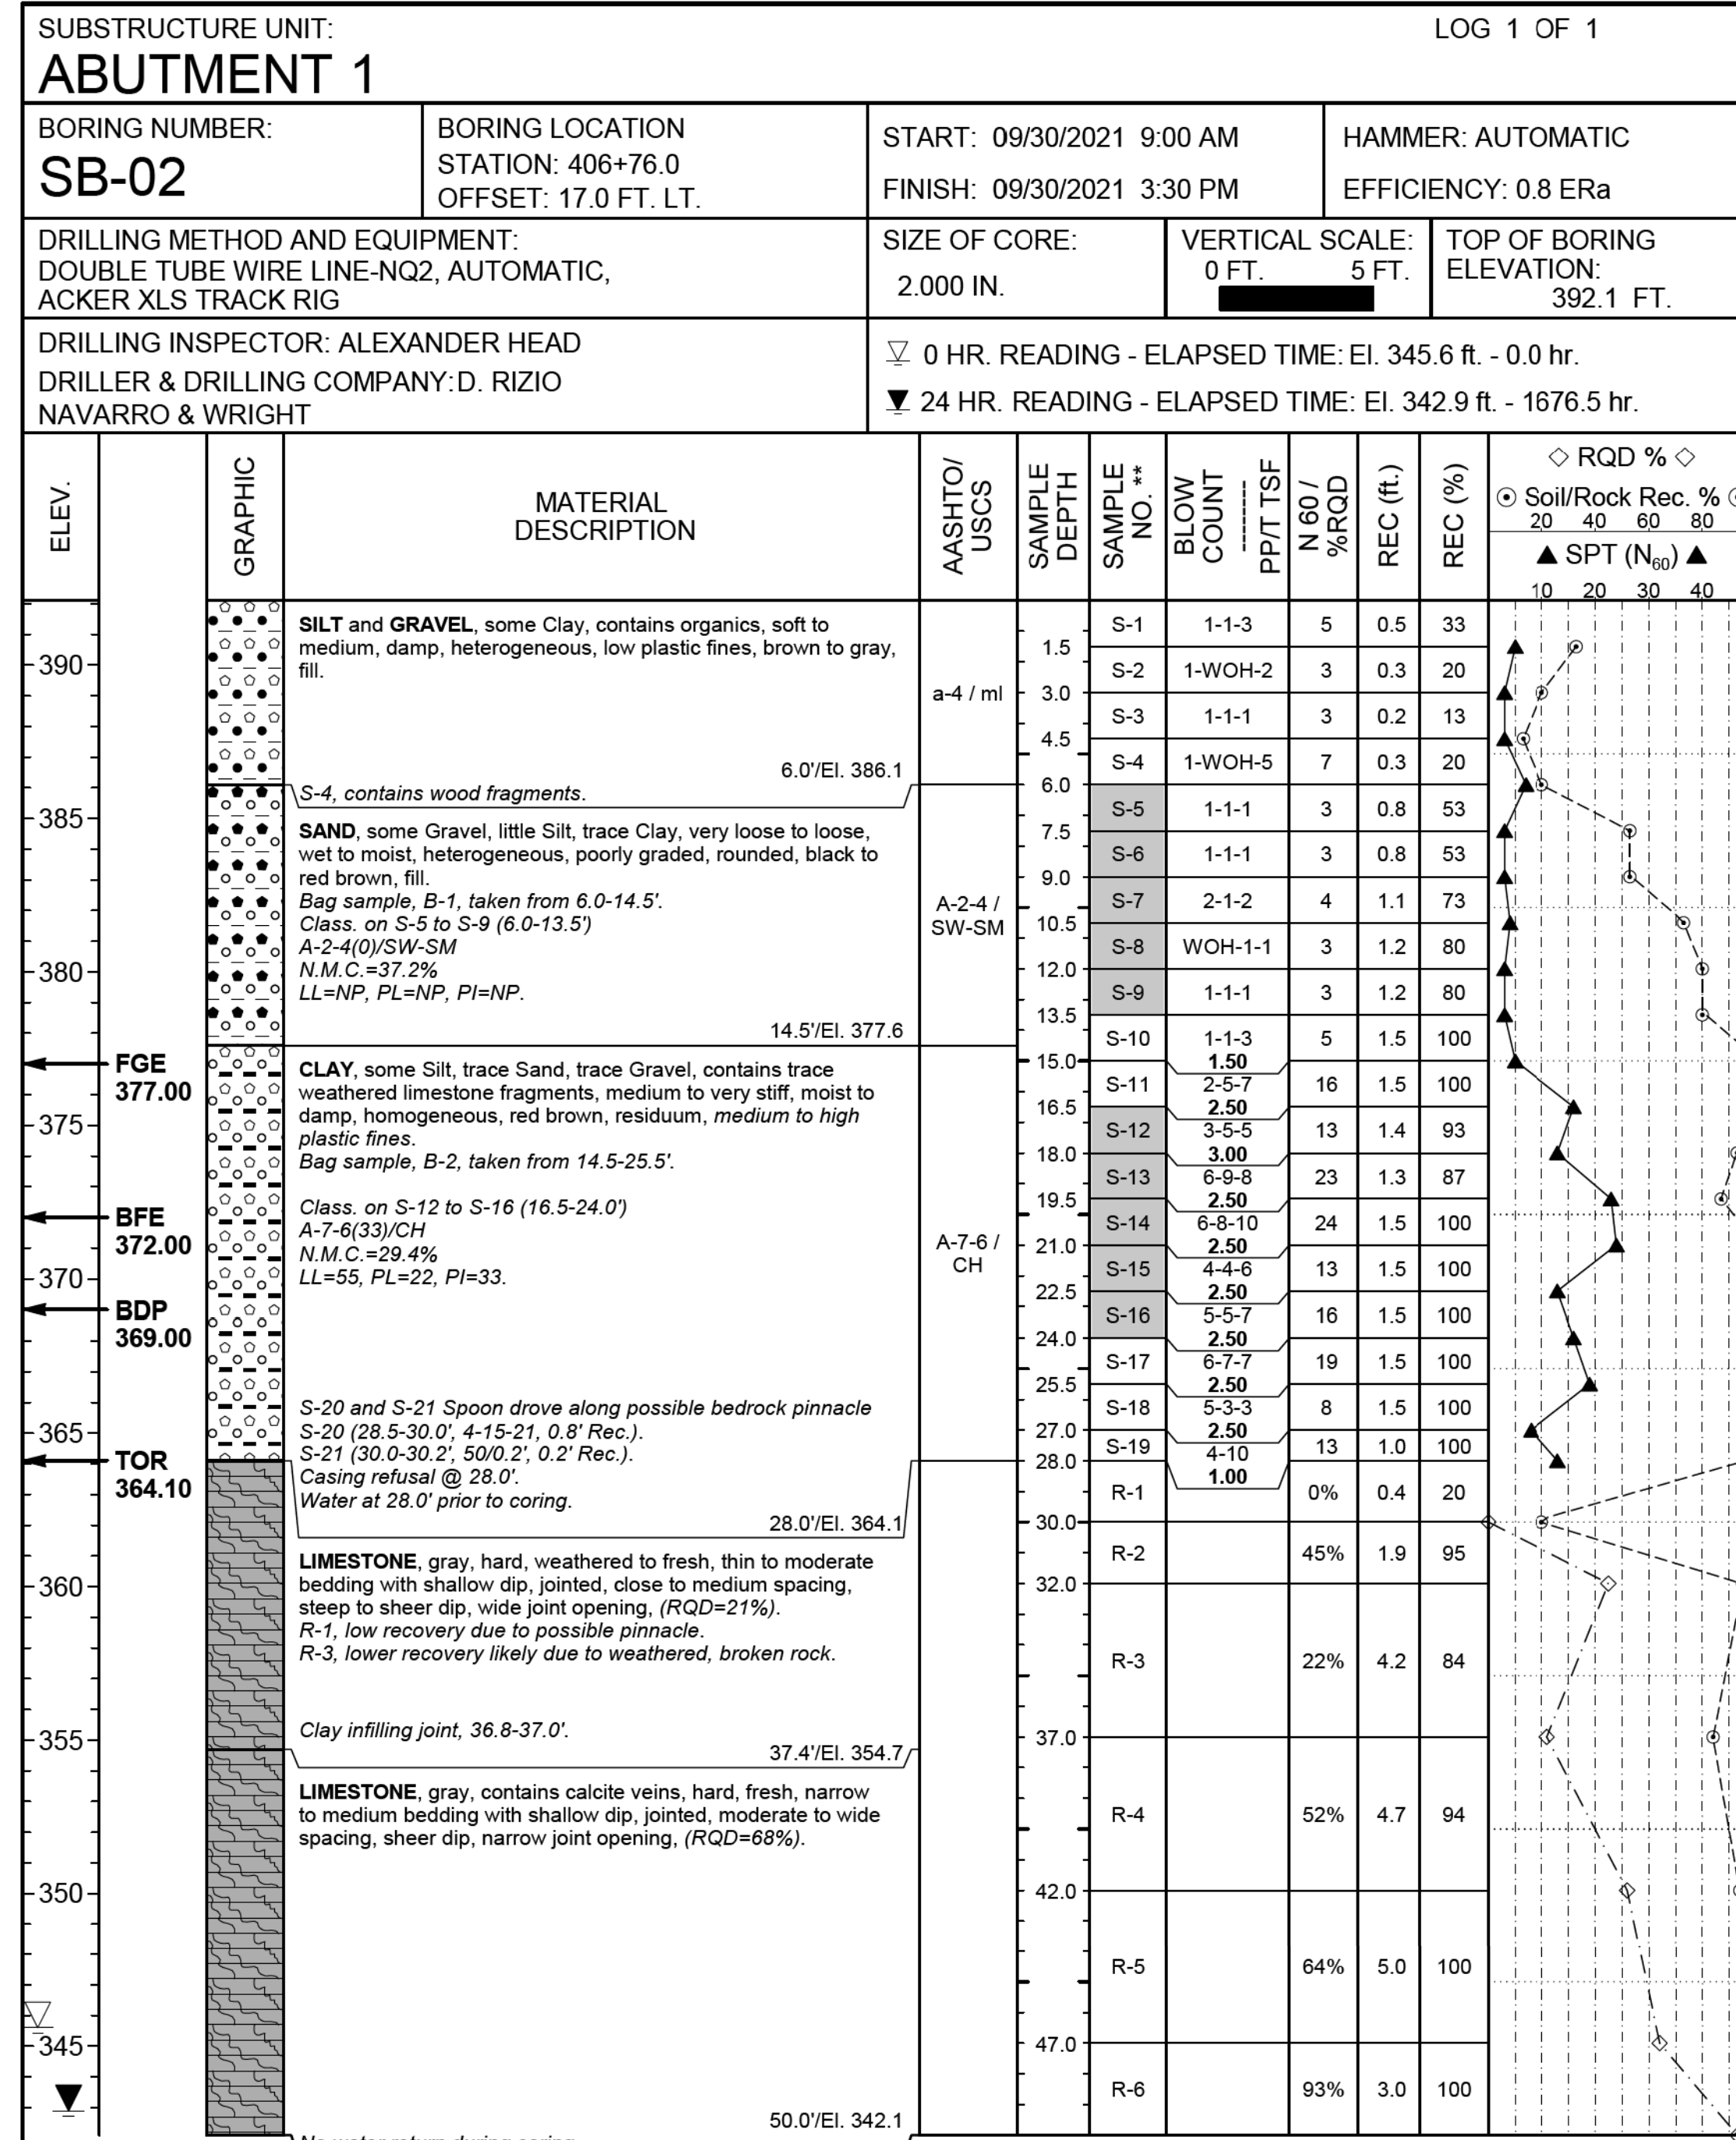 SUBSTRUCTURE UNIT:
ABUTMENT 1
LOG 1 OF 1
BORING NUMBER:
SB-02
BORING LOCATION
STATION: 406+76.0
OFFSET: 17.0 FT. LT.
START: 09/30/2021 9:00 AM
FINISH: 09/30/2021 3:30 PM
HAMMER: AUTOMATIC
EFFICIENCY: 0.8 ERa
DRILLING METHOD AND EQUIPMENT:
DOUBLE TUBE WIRE LINE-NQ2, AUTOMATIC,
ACKER XLS TRACK RIG
SIZE OF CORE:
2.000 IN.
VERTICAL SCALE:
0 FT. 5 FT.
TOP OF BORING
ELEVATION:
392.1 FT.
DRILLING INSPECTOR: ALEXANDER HEAD
DRILLER & DRILLING COMPANY: D. RIZIO
NAVARRO & WRIGHT
0 HR. READING - ELAPSED TIME: El. 345.6 ft. - 0.0 hr.
24 HR. READING - ELAPSED TIME: El. 342.9 ft. - 1676.5 hr.
ELEV.
GRAPHIC
MATERIAL
DESCRIPTION
AASHTO/
USCS
SAMPLE
DEPTH
SAMPLE
NO. **
BLOW
COUNT
----------
PP/T TSF
N 60 /
%RQD
REC (ft.)
REC (%)
◇ RQD % ◇
Soil/Rock Rec. %
20 40 60 80
▲ SPT (N60) ▲
10 20 30 40
390
385
380
375
370
365
360
355
350
345
FGE
377.00
BFE
372.00
BDP
369.00
TOR
364.10
SILT and GRAVEL, some Clay, contains organics, soft to
medium, damp, heterogeneous, low plastic fines, brown to gray,
fill.
6.0'/El. 386.1
S-4, contains wood fragments.
SAND, some Gravel, little Silt, trace Clay, very loose to loose,
wet to moist, heterogeneous, poorly graded, rounded, black to
red brown, fill.
Bag sample, B-1, taken from 6.0-14.5'.
Class. on S-5 to S-9 (6.0-13.5')
A-2-4(0)/SW-SM
N.M.C.=37.2%
LL=NP, PL=NP, PI=NP.
14.5'/El. 377.6
CLAY, some Silt, trace Sand, trace Gravel, contains trace
weathered limestone fragments, medium to very stiff, moist to
damp, homogeneous, red brown, residuum, medium to high
plastic fines.
Bag sample, B-2, taken from 14.5-25.5'.
Class. on S-12 to S-16 (16.5-24.0')
A-7-6(33)/CH
N.M.C.=29.4%
LL=55, PL=22, PI=33.
S-20 and S-21 Spoon drove along possible bedrock pinnacle
S-20 (28.5-30.0', 4-15-21, 0.8' Rec.).
S-21 (30.0-30.2', 50/0.2', 0.2' Rec.).
Casing refusal @ 28.0'.
Water at 28.0' prior to coring.
28.0'/El. 364.1
LIMESTONE, gray, hard, weathered to fresh, thin to moderate
bedding with shallow dip, jointed, close to medium spacing,
steep to sheer dip, wide joint opening, (RQD=21%).
R-1, low recovery due to possible pinnacle.
R-3, lower recovery likely due to weathered, broken rock.
Clay infilling joint, 36.8-37.0'.
37.4'/El. 354.7
LIMESTONE, gray, contains calcite veins, hard, fresh, narrow
to medium bedding with shallow dip, jointed, moderate to wide
spacing, sheer dip, narrow joint opening, (RQD=68%).
50.0'/El. 342.1
No water return during coring
a-4 / ml
A-2-4 /
SW-SM
A-7-6 /
CH
S-1 1-1-3 5 0.5 33
1.5
S-2 1-WOH-2 3 0.3 20
3.0
S-3 1-1-1 3 0.2 13
4.5
S-4 1-WOH-5 7 0.3 20
6.0
S-5 1-1-1 3 0.8 53
7.5
S-6 1-1-1 3 0.8 53
9.0
S-7 2-1-2 4 1.1 73
10.5
S-8 WOH-1-1 3 1.2 80
12.0
S-9 1-1-1 3 1.2 80
13.5
S-10 1-1-3 5 1.5 100
15.0 1.50
S-11 2-5-7 16 1.5 100
16.5 2.50
S-12 3-5-5 13 1.4 93
18.0 3.00
S-13 6-9-8 23 1.3 87
19.5 2.50
S-14 6-8-10 24 1.5 100
21.0 2.50
S-15 4-4-6 13 1.5 100
22.5 2.50
S-16 5-5-7 16 1.5 100
24.0 2.50
S-17 6-7-7 19 1.5 100
25.5 2.50
S-18 5-3-3 8 1.5 100
27.0 2.50
S-19 4-10 13 1.0 100
28.0 1.00
R-1 0% 0.4 20
30.0
R-2 45% 1.9 95
32.0
R-3 22% 4.2 84
37.0
R-4 52% 4.7 94
42.0
R-5 64% 5.0 100
47.0
R-6 93% 3.0 100